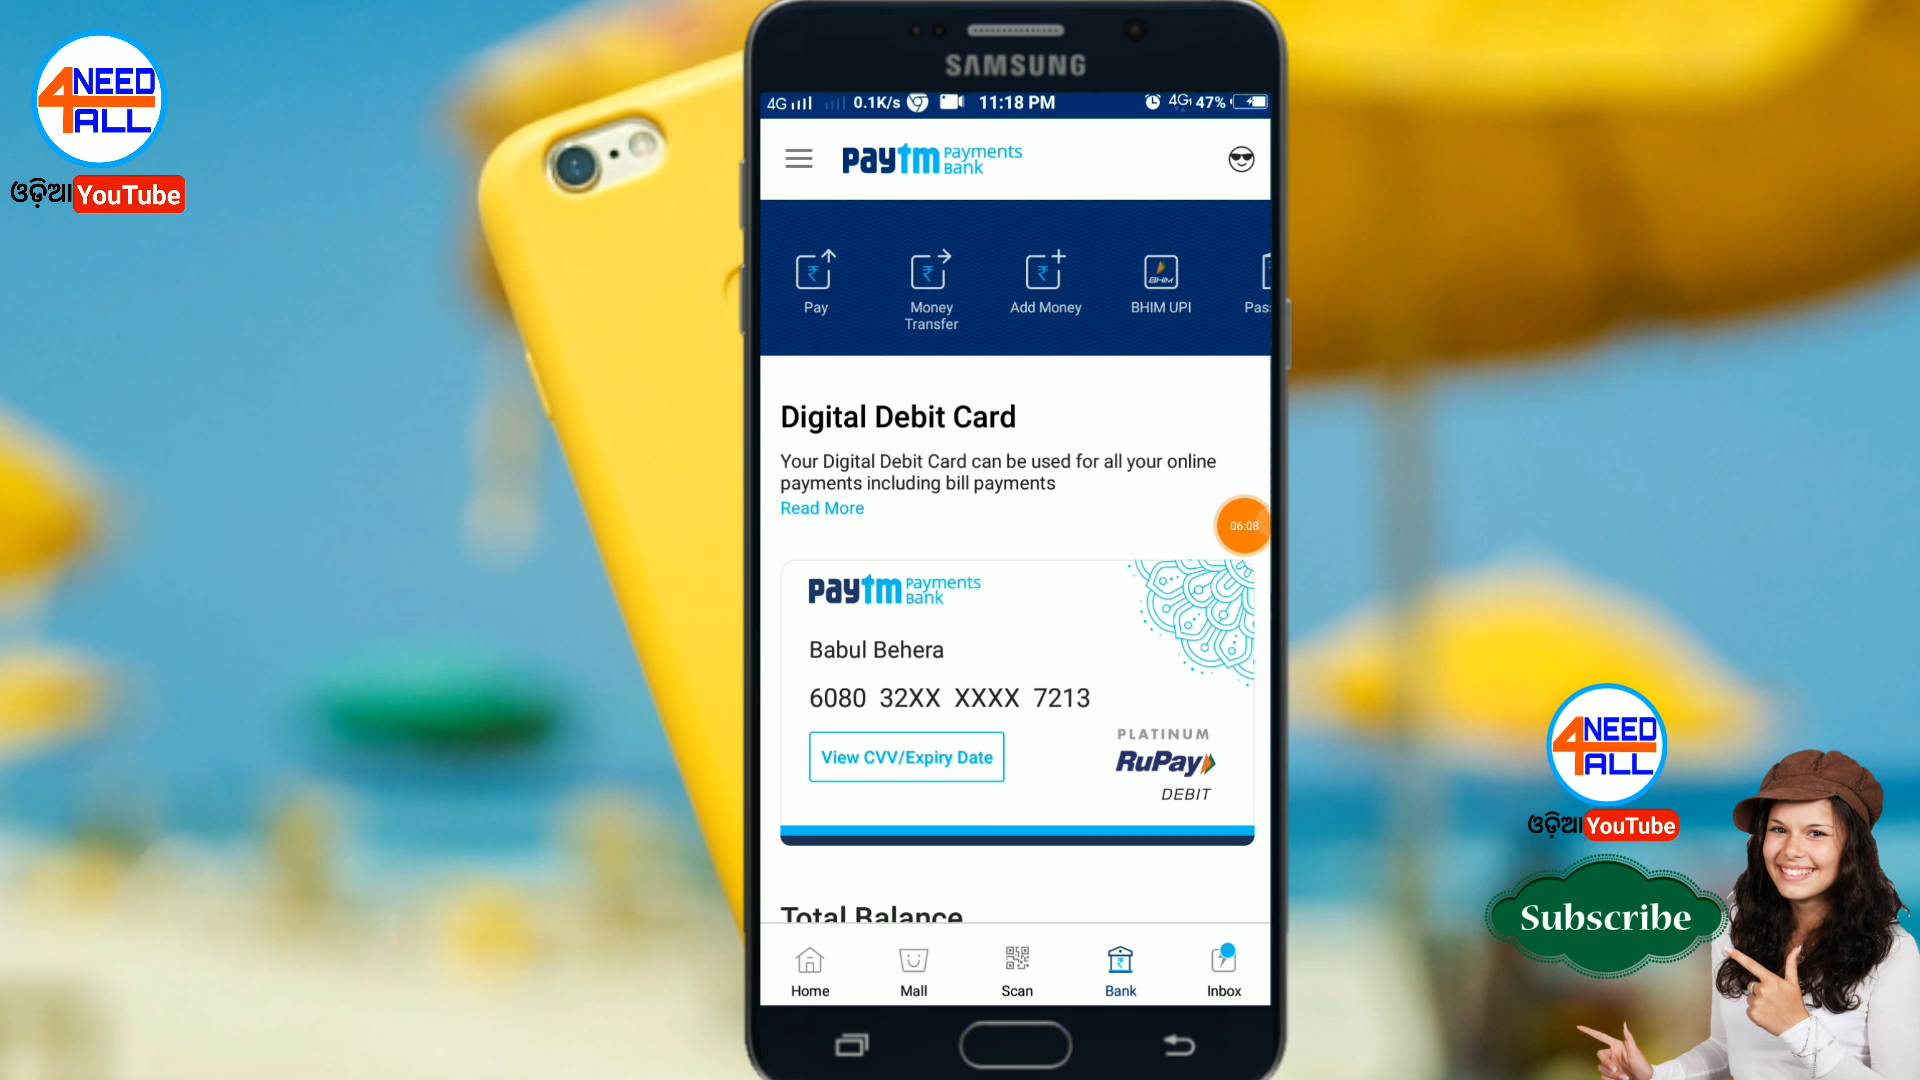 4NEED
ALL
ଓଡ଼ିଆ YouTube
SAMSUNG
4G 0.1K/s 11:18 PM 4G 47%
paytm Payments Bank
Pay
Money Transfer
Add Money
BHIM
BHIM UPI
Pas
Digital Debit Card
Your Digital Debit Card can be used for all your online
payments including bill payments
Read More
06:08
paytm Payments Bank
Babul Behera
6080 32XX XXXX 7213
View CVV/Expiry Date
PLATINUM
RuPay
DEBIT
Total Balance
Home
Mall
Scan
Bank
Inbox
4NEED
ALL
ଓଡ଼ିଆ YouTube
Subscribe